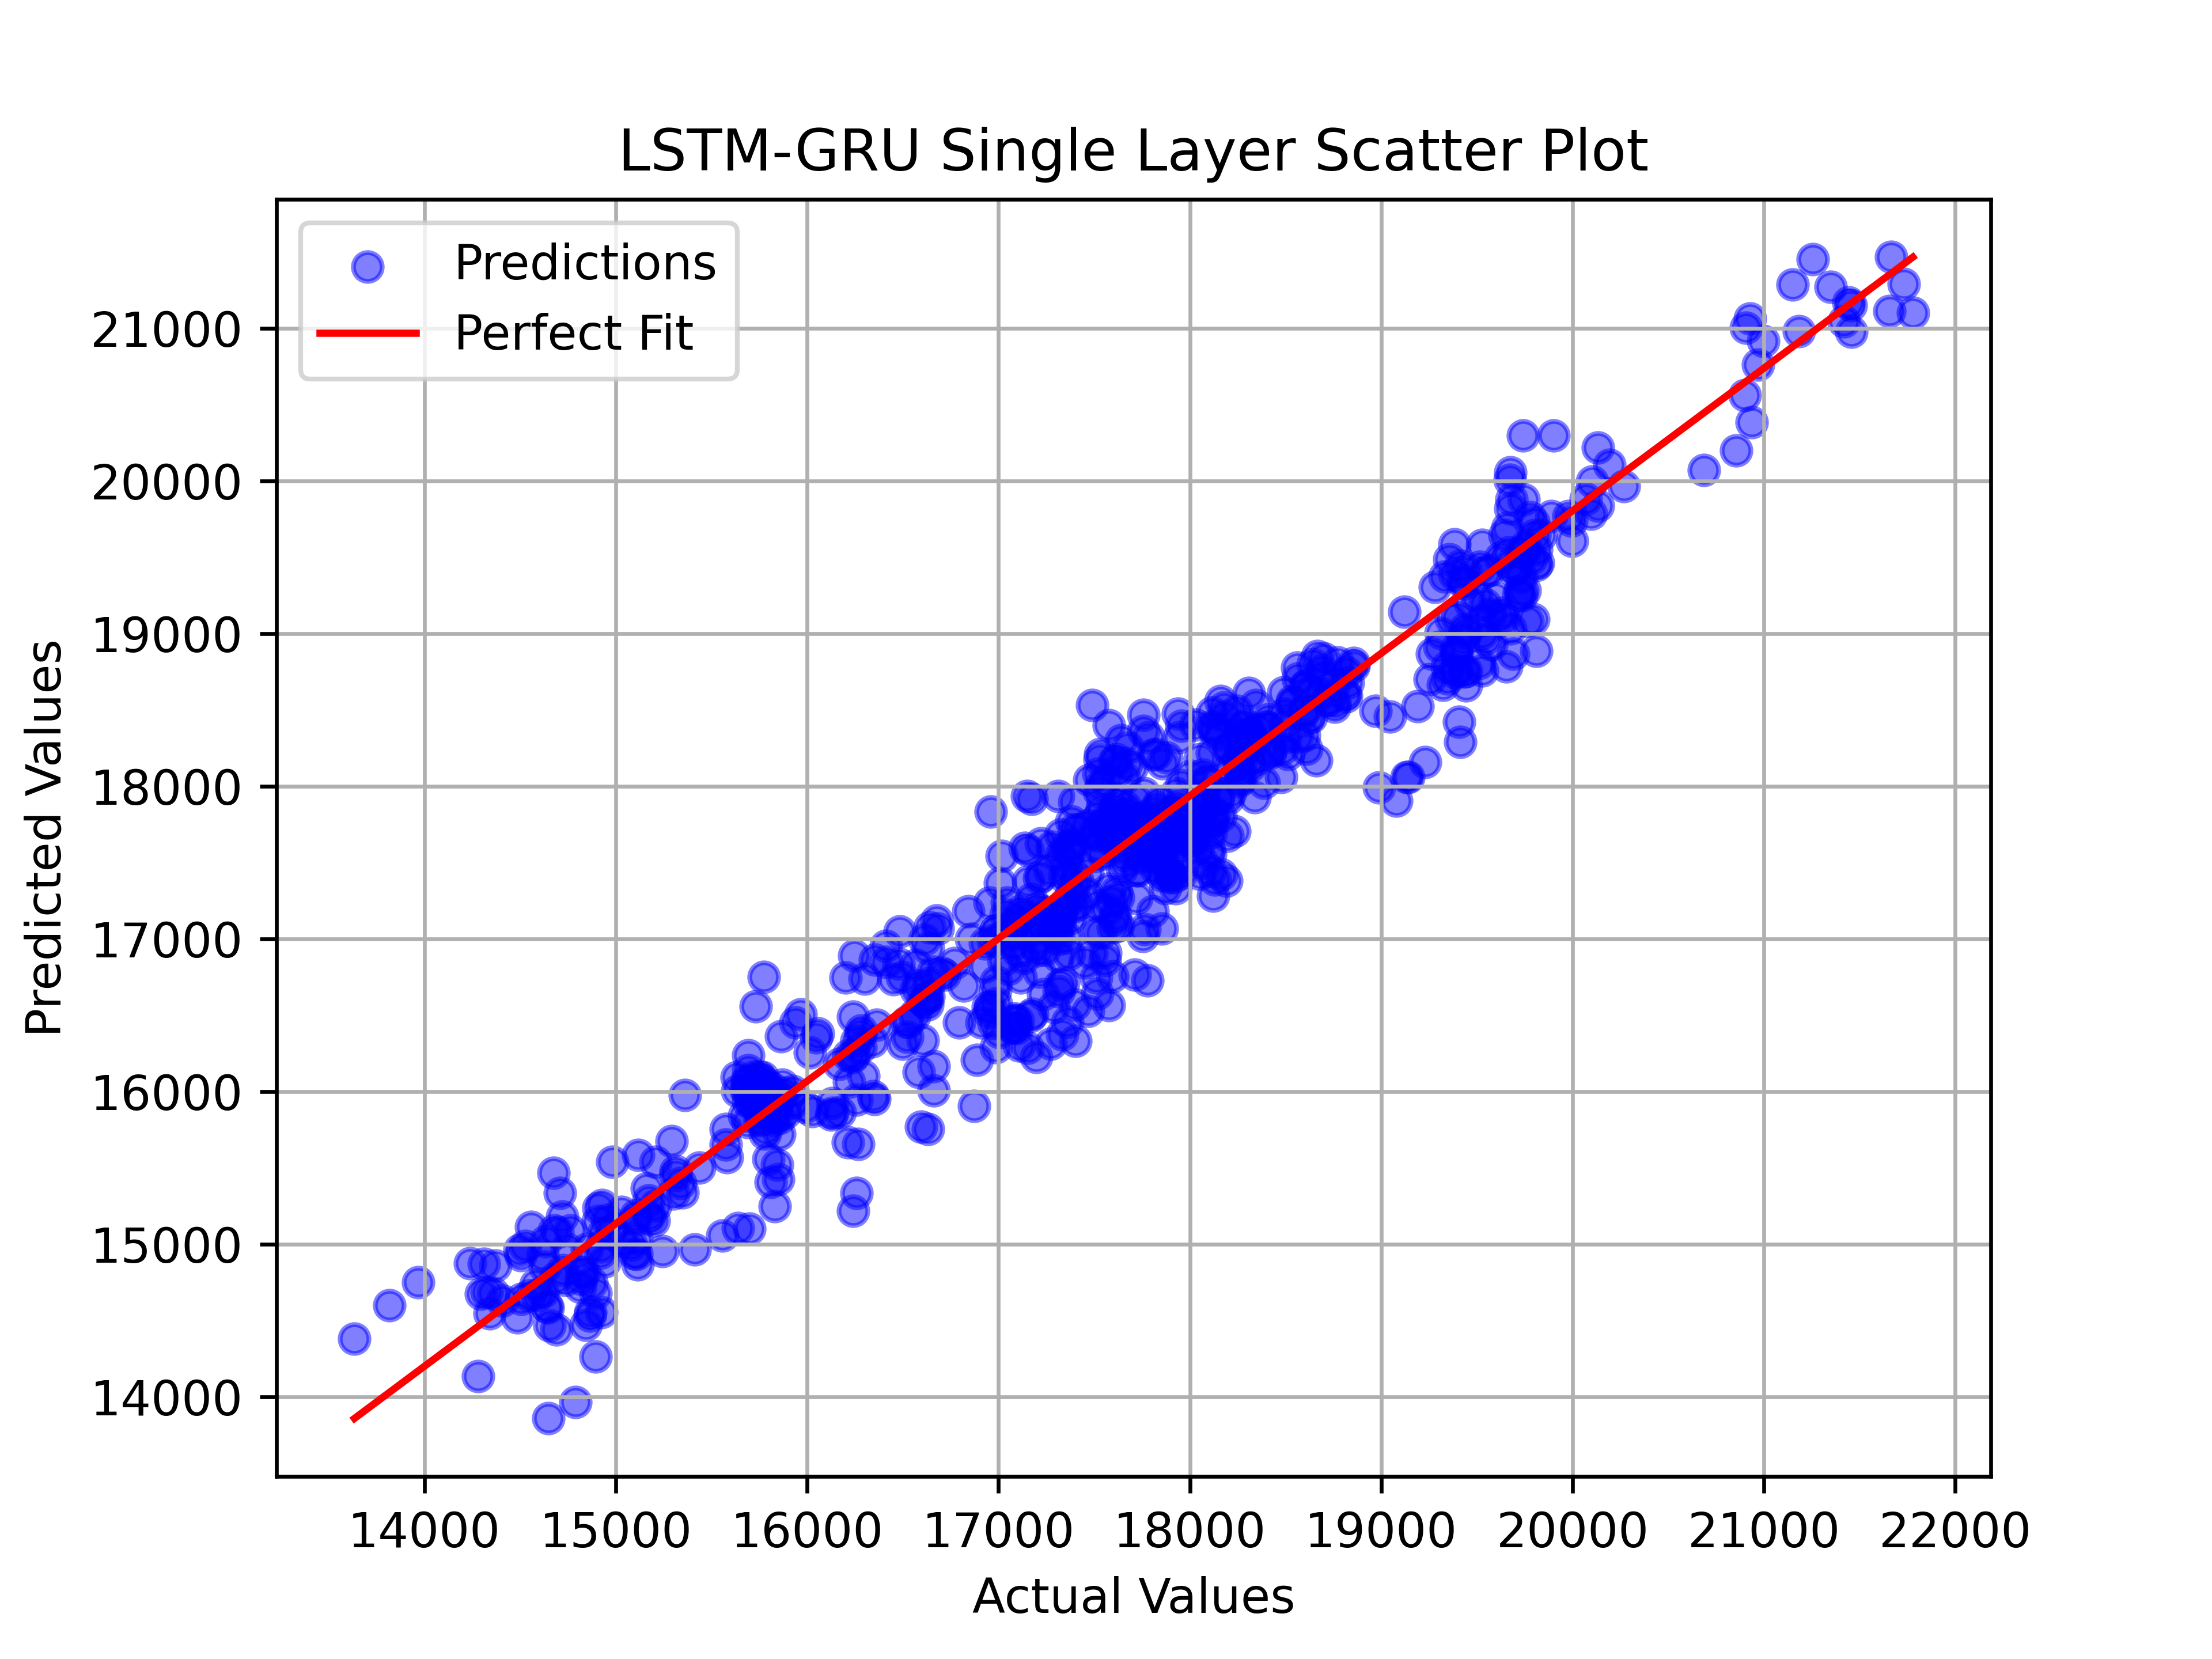 LSTM-GRU Single Layer Scatter Plot
Predictions
Perfect Fit
21000
20000
19000
18000
17000
16000
15000
14000
Predicted Values
14000 15000 16000 17000 18000 19000 20000 21000 22000
Actual Values